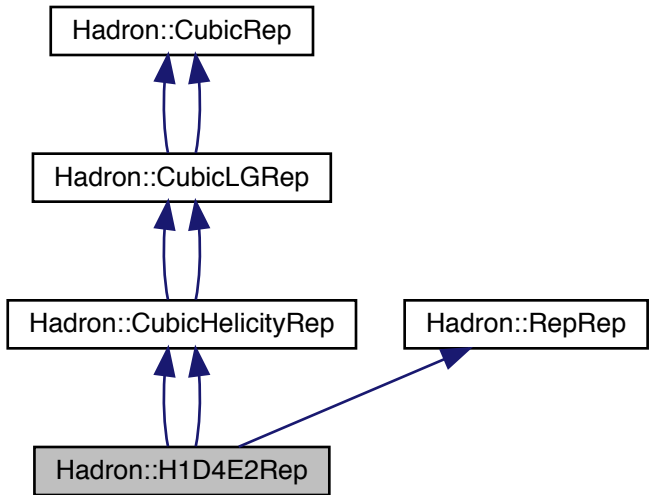 Hadron::CubicRep
Hadron::CubicLGRep
Hadron::CubicHelicityRep
Hadron::RepRep
Hadron::H1D4E2Rep